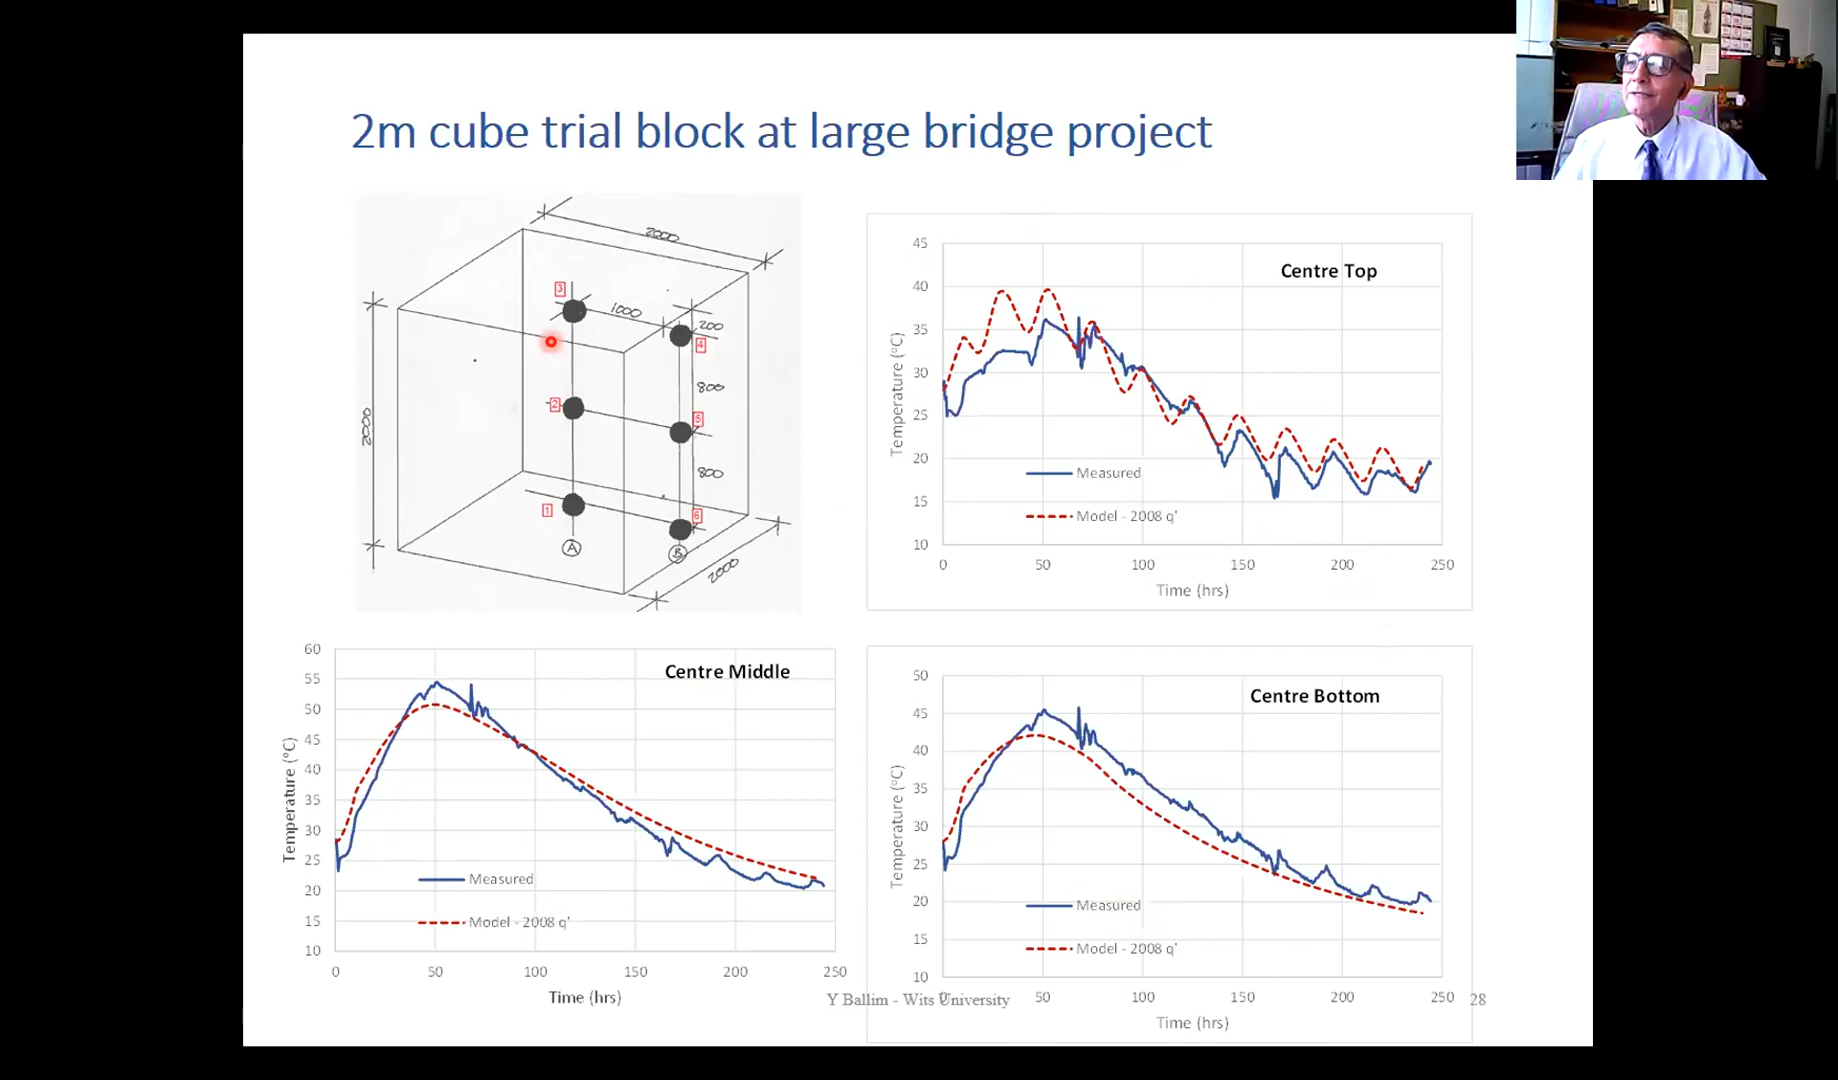 2m cube trial block at large bridge project
2000
3
1000
200
4
800
2
5
2000
800
1
6
A
B
2000
Centre Top
Temperature (°C)
45
40
35
30
25
20
15
10
Measured
Model - 2008 q'
0 50 100 150 200 250
Time (hrs)
Centre Middle
Temperature (°C)
60
55
50
45
40
35
30
25
20
15
10
Measured
Model - 2008 q'
0 50 100 150 200 250
Time (hrs)
Centre Bottom
Temperature (°C)
50
45
40
35
30
25
20
15
10
Measured
Model - 2008 q'
0 50 100 150 200 250
Time (hrs)
Y Ballim - Wits University
28